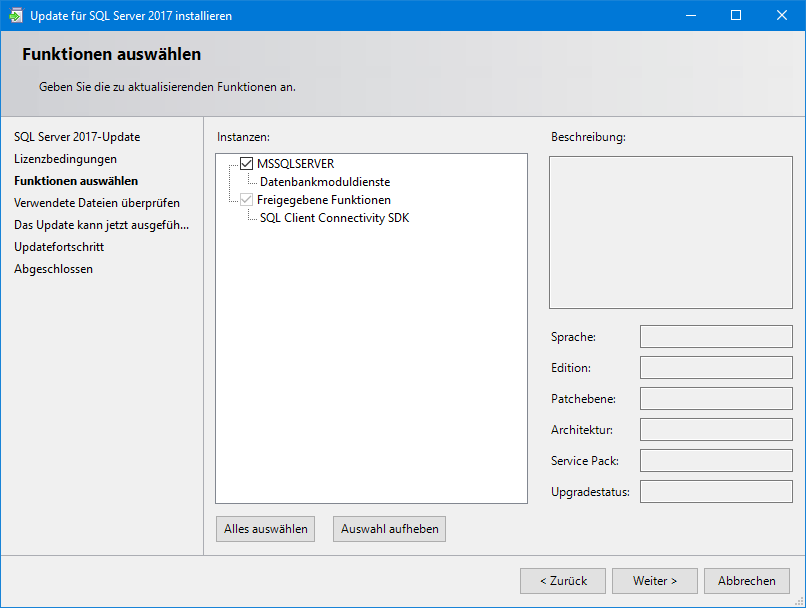 Update für SQL Server 2017 installieren
Funktionen auswählen
Geben Sie die zu aktualisierenden Funktionen an.
SQL Server 2017-Update
Lizenzbedingungen
Funktionen auswählen
Verwendete Dateien überprüfen
Das Update kann jetzt ausgefüh...
Updatefortschritt
Abgeschlossen
Instanzen:
MSSQLSERVER
Datenbankmoduldienste
Freigegebene Funktionen
SQL Client Connectivity SDK
Alles auswählen
Auswahl aufheben
Beschreibung:
Sprache:
Edition:
Patchebene:
Architektur:
Service Pack:
Upgradestatus:
< Zurück
Weiter >
Abbrechen